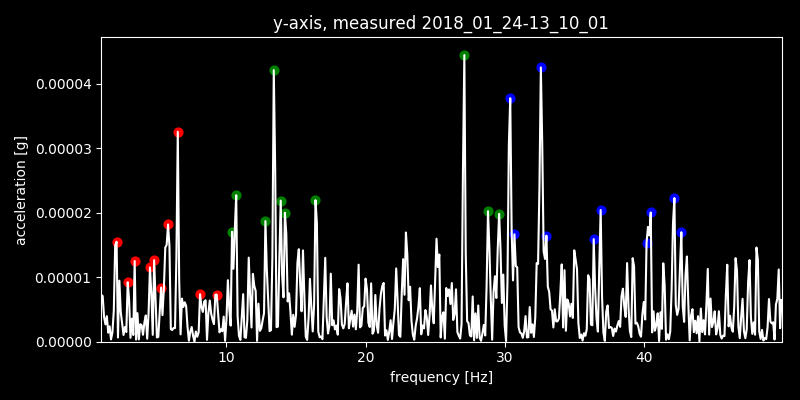 y-axis, measured 2018_01_24-13_10_01
acceleration [g]
0.00004
0.00003
0.00002
0.00001
0.00000
10 20 30 40
frequency [Hz]